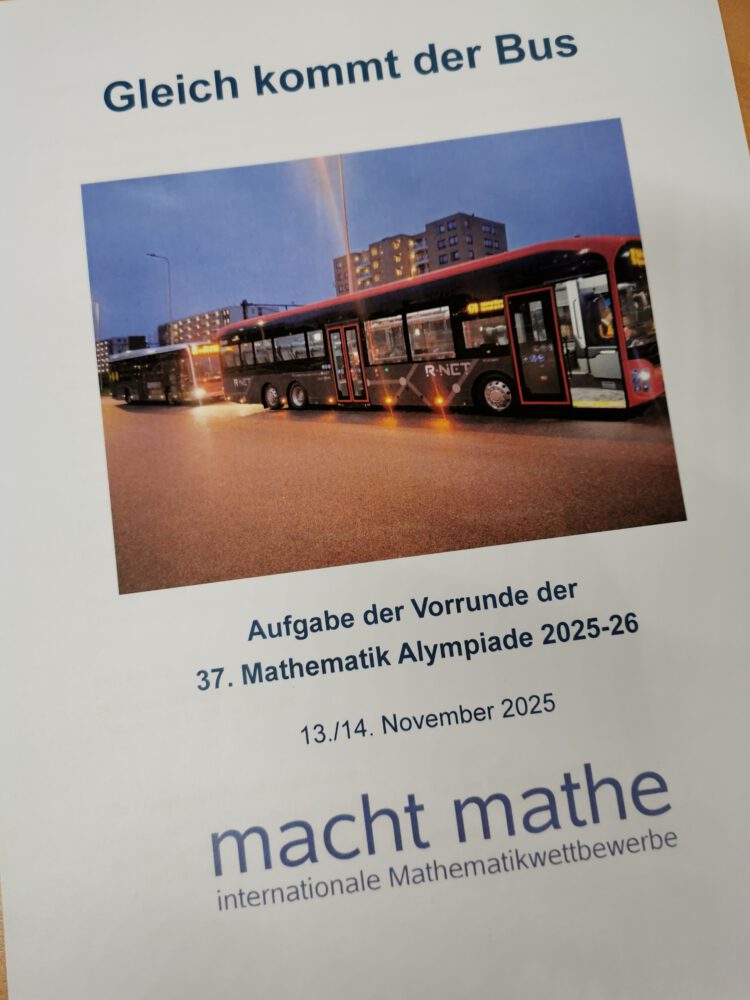 Gleich kommt der Bus
R·NET
R·NET
Aufgabe der Vorrunde der
37. Mathematik Alympiade 2025-26
13./14. November 2025
macht mathe
internationale Mathematikwettbewerbe